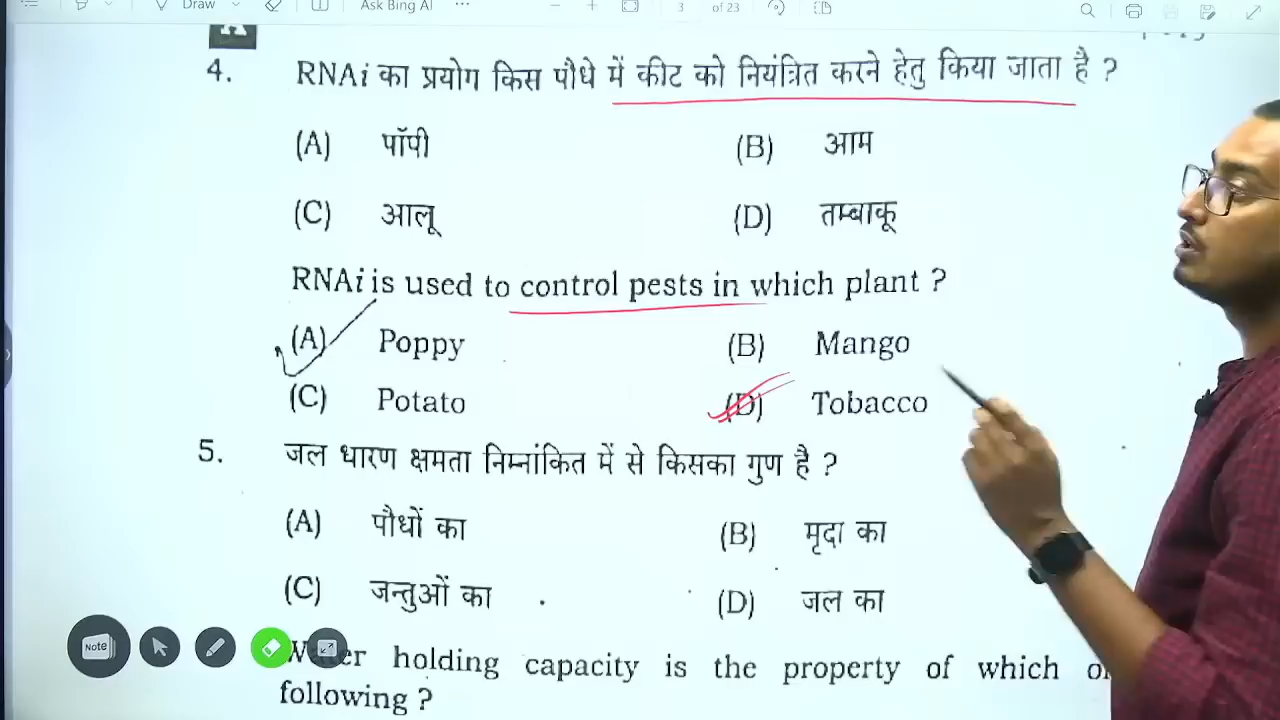 Draw
Ask Bing AI
3 of 23
4. RNAi का प्रयोग किस पौधे में कीट को नियंत्रित करने हेतु किया जाता है ?
(A) पॉपी (B) आम
(C) आलू (D) तम्बाकू
RNAi is used to control pests in which plant ?
(A) Poppy (B) Mango
(C) Potato (D) Tobacco
5. जल धारण क्षमता निम्नांकित में से किसका गुण है ?
(A) पौधों का (B) मृदा का
(C) जन्तुओं का (D) जल का
Note
Water holding capacity is the property of which
following ?